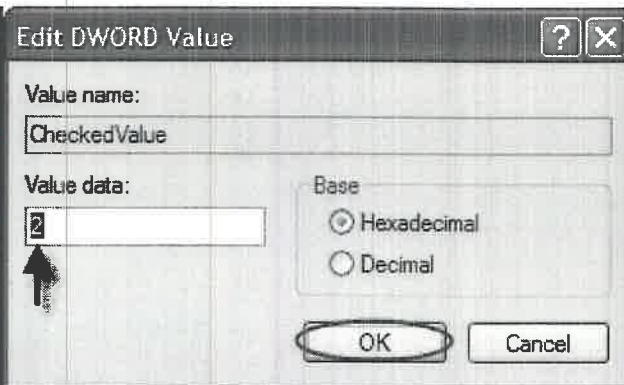 Edit DWORD Value
Value name:
CheckedValue
Value data:
2
Base
Hexadecimal
Decimal
OK
Cancel